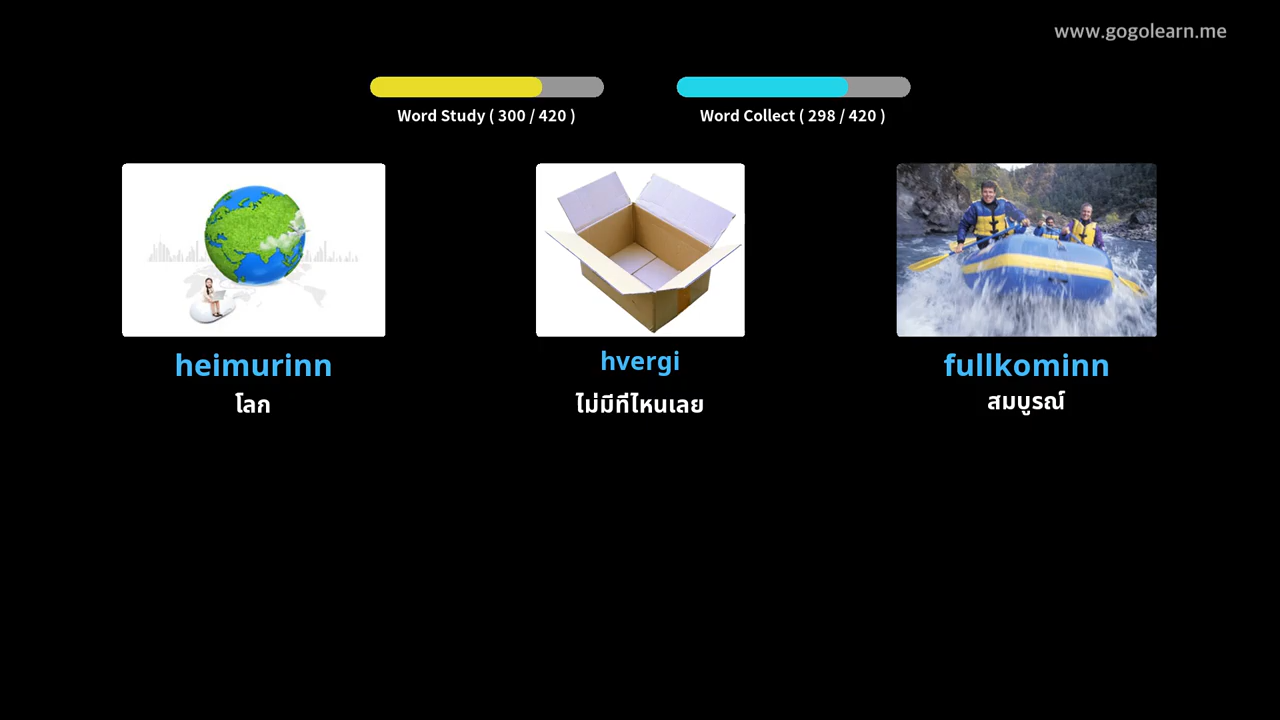 www.gogolearn.me
Word Study ( 300 / 420 )
Word Collect ( 298 / 420 )
heimurinn
โลก
hvergi
ไม่มีที่ไหนเลย
fullkominn
สมบูรณ์